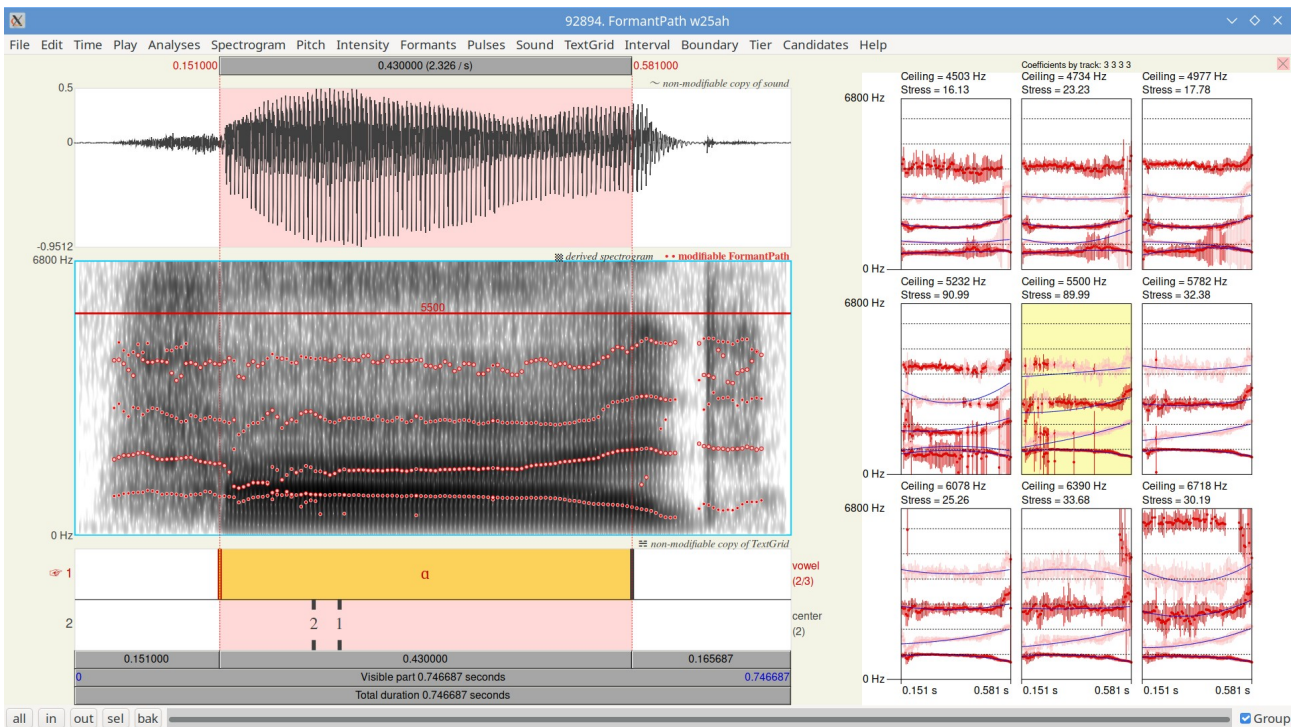 92894. FormantPath w25ah
File Edit Time Play Analyses Spectrogram Pitch Intensity Formants Pulses Sound TextGrid Interval Boundary Tier Candidates Help
0.151000 0.430000 (2.326 / s) 0.581000
~ non-modifiable copy of sound
0.5
0
-0.9512
6800 Hz derived spectrogram •• modifiable FormantPath
5500
0 Hz
non-modifiable copy of TextGrid
1 ɑ vowel
(2/3)
2 2 1 center
(2)
0.151000 0.430000 0.165687
0 Visible part 0.746687 seconds 0.746687
Total duration 0.746687 seconds
Coefficients by track: 3 3 3 3
Ceiling = 4503 Hz Ceiling = 4734 Hz Ceiling = 4977 Hz
Stress = 16.13 Stress = 23.23 Stress = 17.78
6800 Hz
0 Hz
Ceiling = 5232 Hz Ceiling = 5500 Hz Ceiling = 5782 Hz
Stress = 90.99 Stress = 89.99 Stress = 32.38
6800 Hz
0 Hz
Ceiling = 6078 Hz Ceiling = 6390 Hz Ceiling = 6718 Hz
Stress = 25.26 Stress = 33.68 Stress = 30.19
6800 Hz
0 Hz
0.151 s 0.581 s 0.151 s 0.581 s 0.151 s 0.581 s
all in out sel bak Group